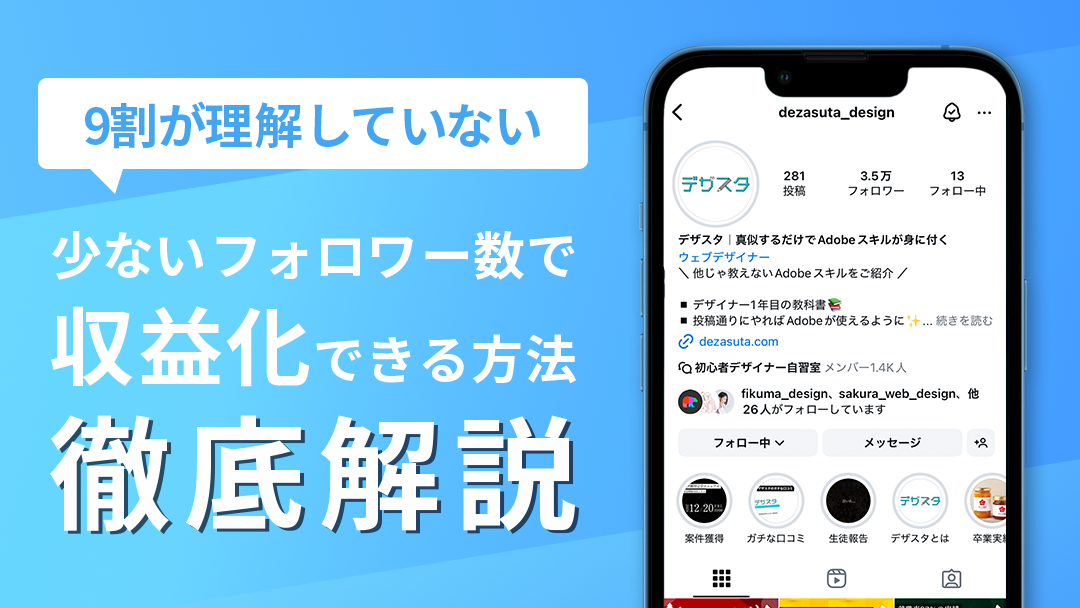 9割が理解していない
少ないフォロワー数で
収益化できる方法
徹底解説
dezasuta_design
デザスタ
281
投稿
3.5万
フォロワー
13
フォロー中
デザスタ｜真似するだけでAdobeスキルが身に付く
ウェブデザイナー
＼ 他じゃ教えないAdobeスキルをご紹介 ／
■ デザイナー1年目の教科書📚
■ 投稿通りにやればAdobeが使えるように✨... 続きを読む
dezasuta.com
初心者デザイナー自習室 メンバー1.4K人
fikuma_design、sakura_web_design、他
26人がフォローしています
フォロー中
メッセージ
12/20
デザスタ
デザスタ
案件獲得
ガチな口コミ
生徒報告
デザスタとは
卒業実績